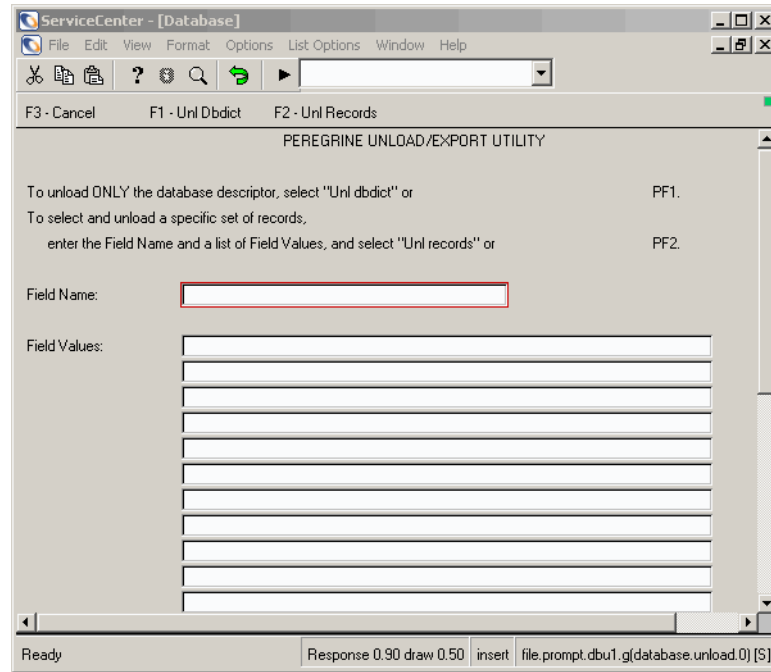 ServiceCenter - [Database]
File Edit View Format Options List Options Window Help
F3 - Cancel F1 - Unl Dbdict F2 - Unl Records
PEREGRINE UNLOAD/EXPORT UTILITY
To unload ONLY the database descriptor, select "Unl dbdict" or PF1.
To select and unload a specific set of records,
enter the Field Name and a list of Field Values, and select "Unl records" or PF2.
Field Name:
Field Values:
Ready Response 0.90 draw 0.50 insert file.prompt.dbu1.g(database.unload.0) [S]